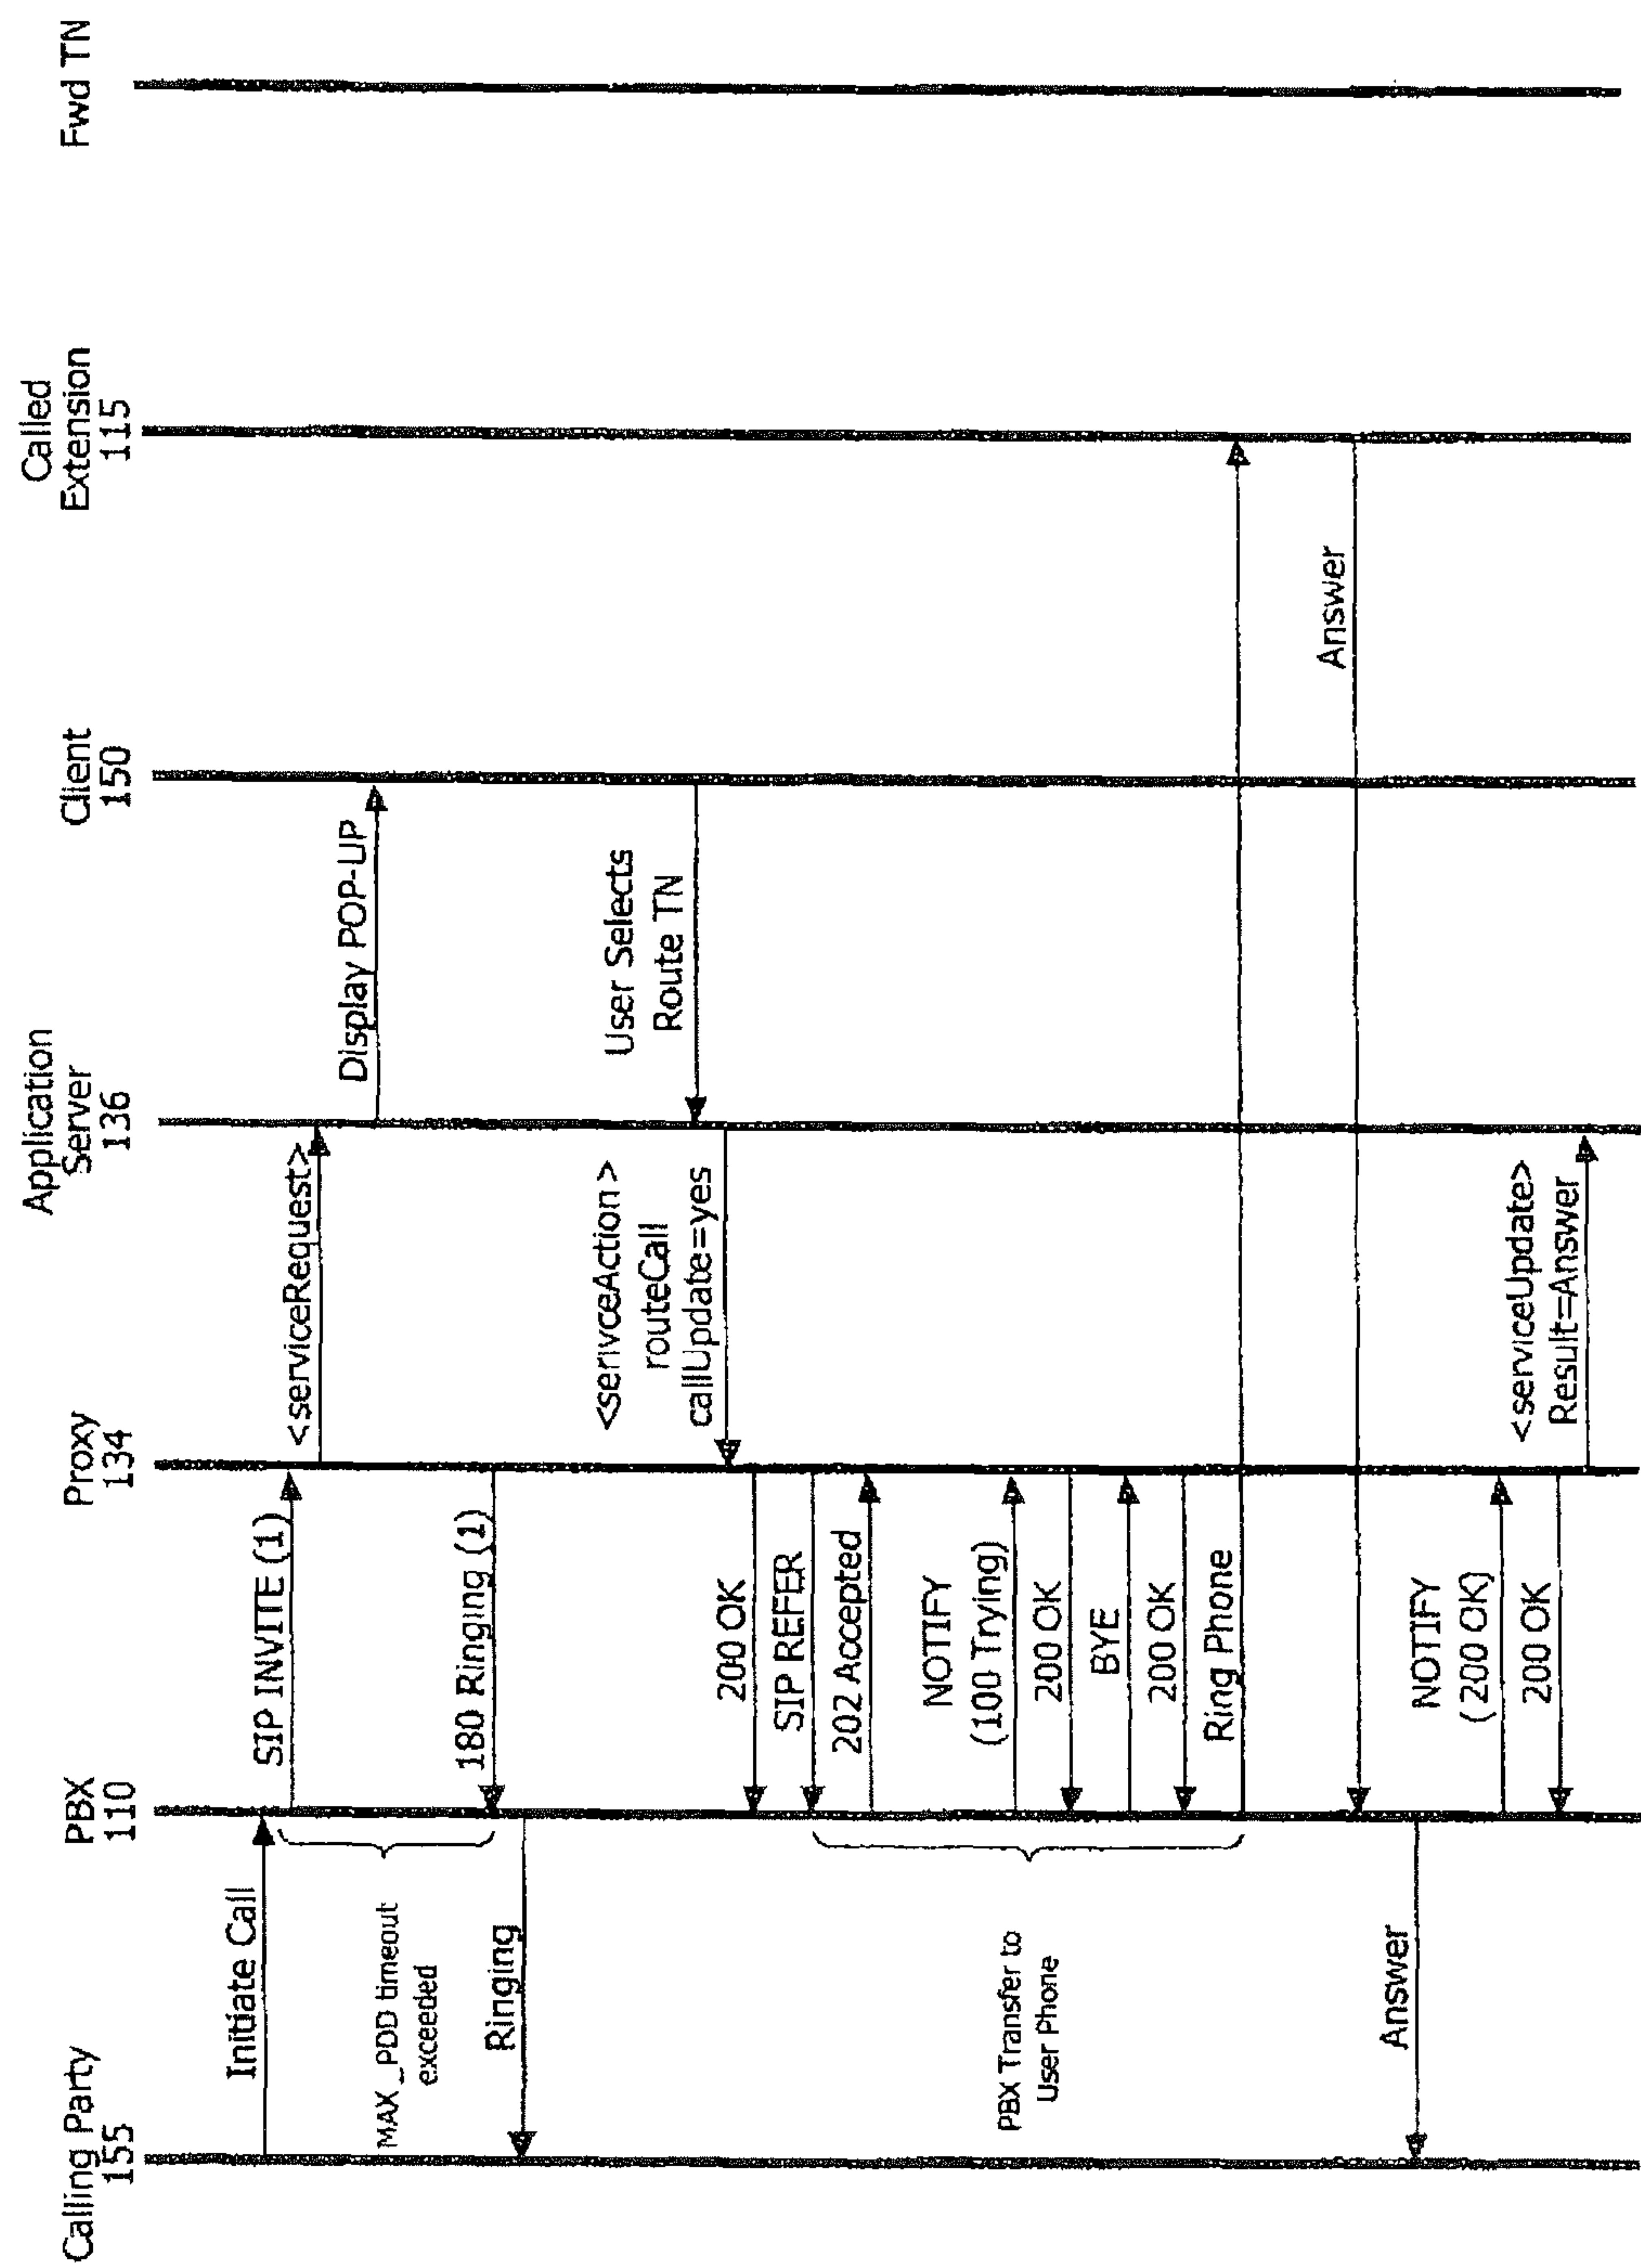 Calling Party
155
PBX
110
Proxy
134
Application
Server
136
Client
150
Called
Extension
115
Fwd TN
Initiate Call
SIP INVITE (1)
<serviceRequest>
Display POP-UP
MAX_PDD timeout
exceeded
180 Ringing (1)
Ringing
User Selects
Route TN
<serivceAction>
routeCall
callUpdate=yes
200 OK
SIP REFER
202 Accepted
NOTIFY
(100 Trying)
200 OK
BYE
200 OK
Ring Phone
PBX Transfer to
User Phone
Answer
Answer
NOTIFY
(200 OK)
200 OK
<serviceUpdate>
Result=Answer